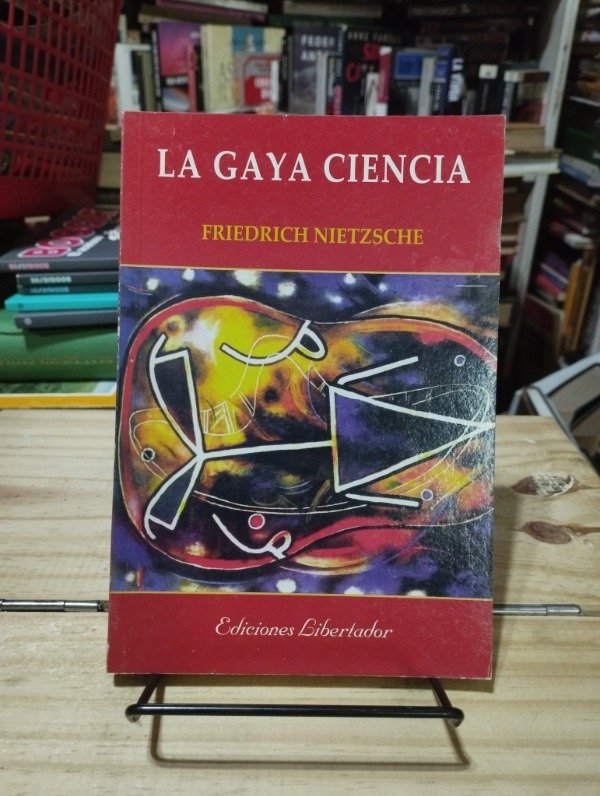 LA GAYA CIENCIA
FRIEDRICH NIETZSCHE
Ediciones Libertador